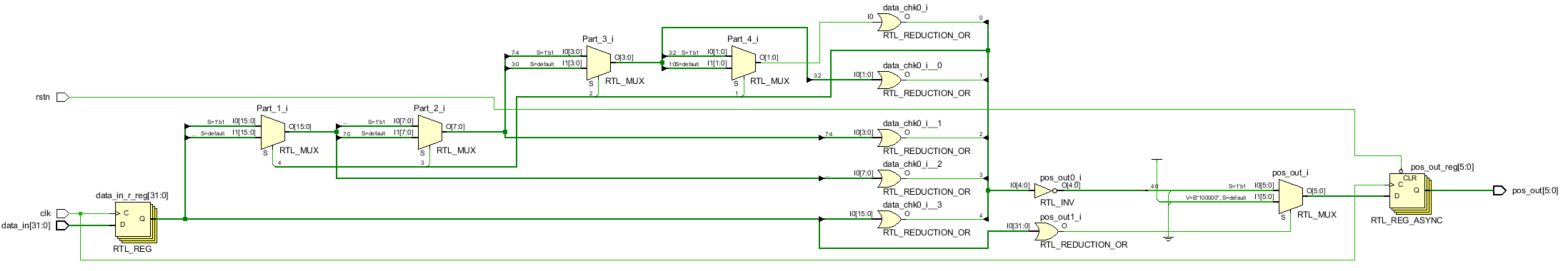 data_chk0_i
I0 O 0
RTL_REDUCTION_OR
Part_3_i
7:4 S=1'b1 I0[3:0] O[3:0]
3:0 S=default I1[3:0]
S RTL_MUX
2
Part_4_i
3:2 S=1'b1 I0[1:0] O[1:0]
1:0 S=default I1[1:0]
S RTL_MUX
1
data_chk0_i__0
3:2 I0[1:0] O 1
RTL_REDUCTION_OR
rstn
Part_1_i
S=1'b1 I0[15:0] O[15:0]
S=default I1[15:0]
S RTL_MUX
4
Part_2_i
S=1'b1 I0[7:0] O[7:0]
7:0 S=default I1[7:0]
S RTL_MUX
3
data_chk0_i__1
7:4 I0[3:0] O 2
RTL_REDUCTION_OR
data_chk0_i__2
I0[7:0] O 3
RTL_REDUCTION_OR
data_chk0_i__3
I0[15:0] O 4
RTL_REDUCTION_OR
pos_out0_i
I0[4:0] O[4:0]
RTL_INV
pos_out1_i
I0[31:0] O
RTL_REDUCTION_OR
pos_out_i
4:0 S=1'b1 I0[5:0] O[5:0]
V=B"100000", S=default I1[5:0]
S RTL_MUX
pos_out_reg[5:0]
CLR
C Q
D
RTL_REG_ASYNC
pos_out[5:0]
data_in_r_reg[31:0]
clk
data_in[31:0]
C Q
D
RTL_REG